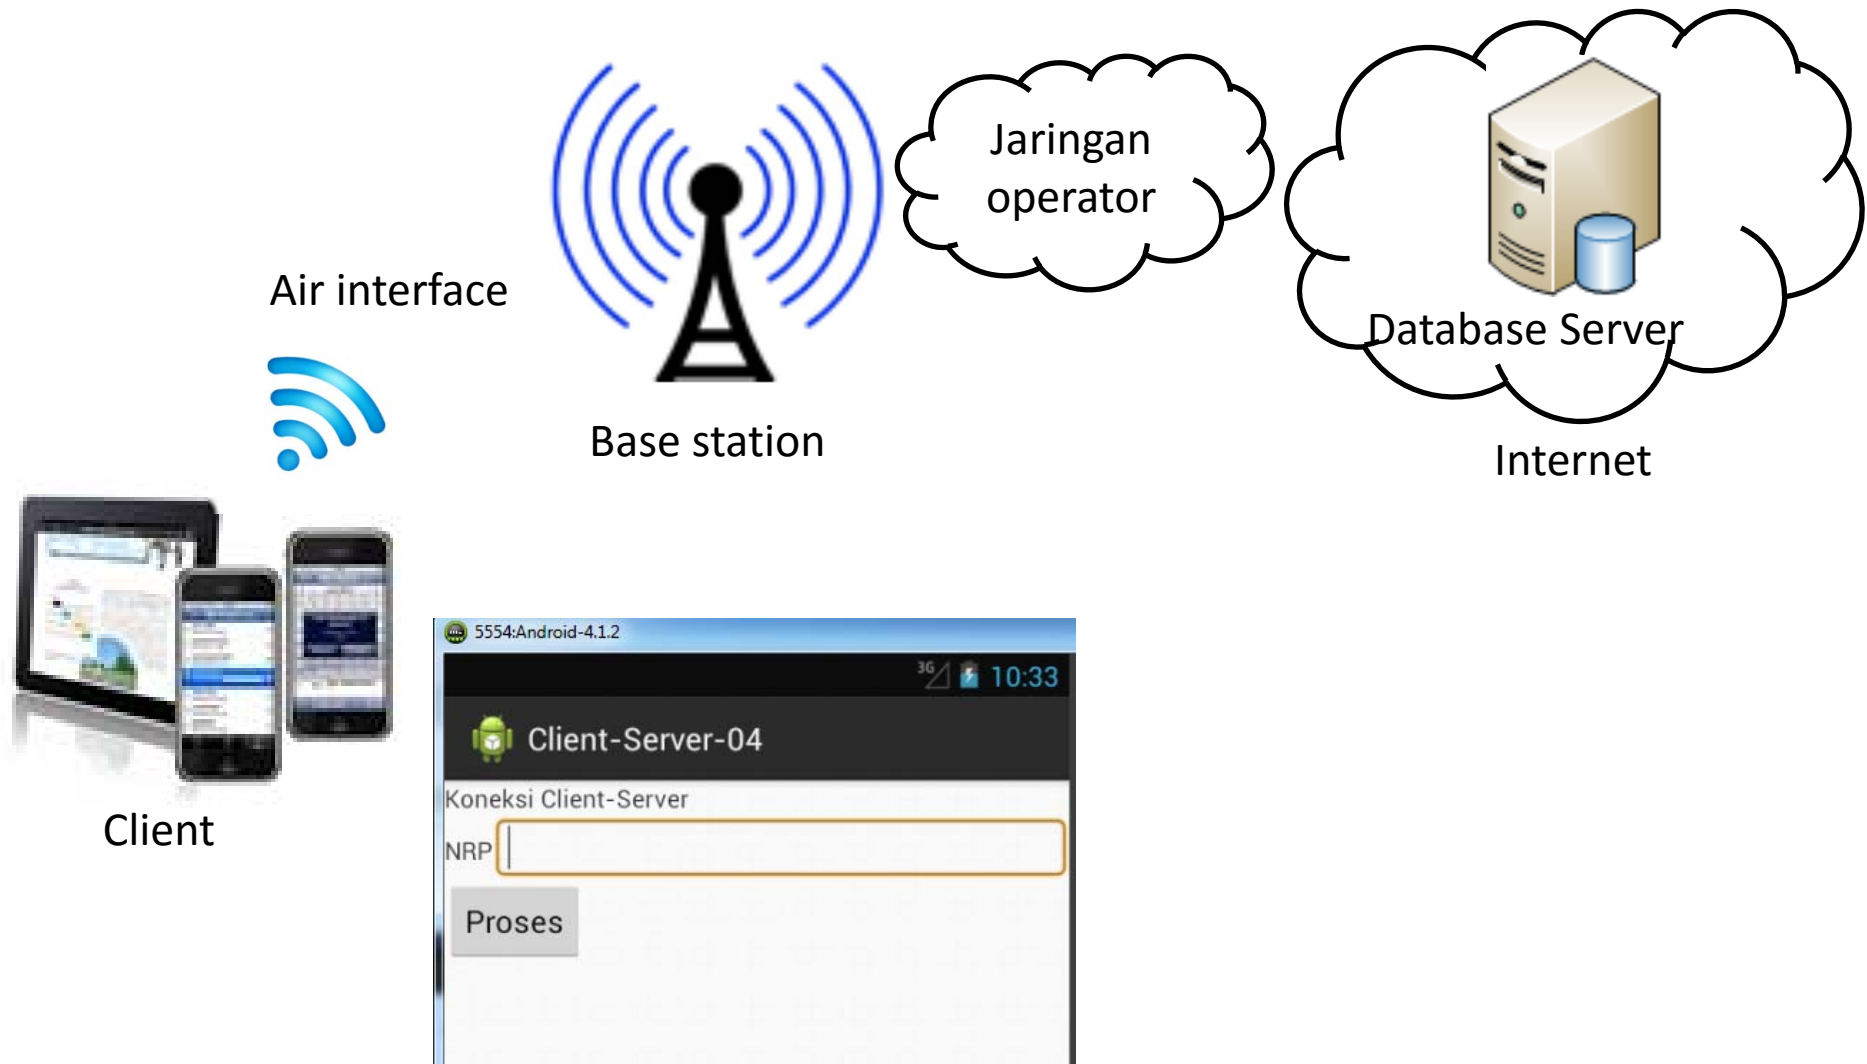 Jaringan
operator
Air interface
Database Server
Base station
Internet
Client
5554:Android-4.1.2
3G 10:33
Client-Server-04
Koneksi Client-Server
NRP
Proses